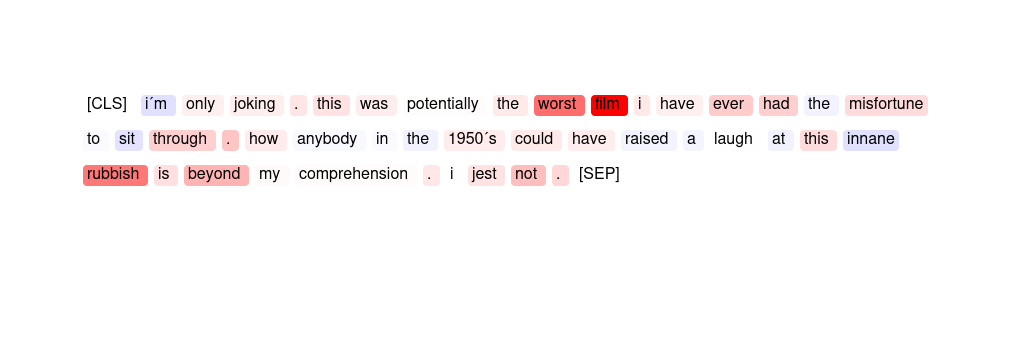 [CLS] i´m only joking . this was potentially the worst film i have ever had the misfortune
to sit through . how anybody in the 1950´s could have raised a laugh at this innane
rubbish is beyond my comprehension . i jest not . [SEP]